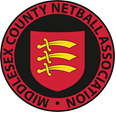 MIDDLESEX COUNTY NETBALL ASSOCIATION •